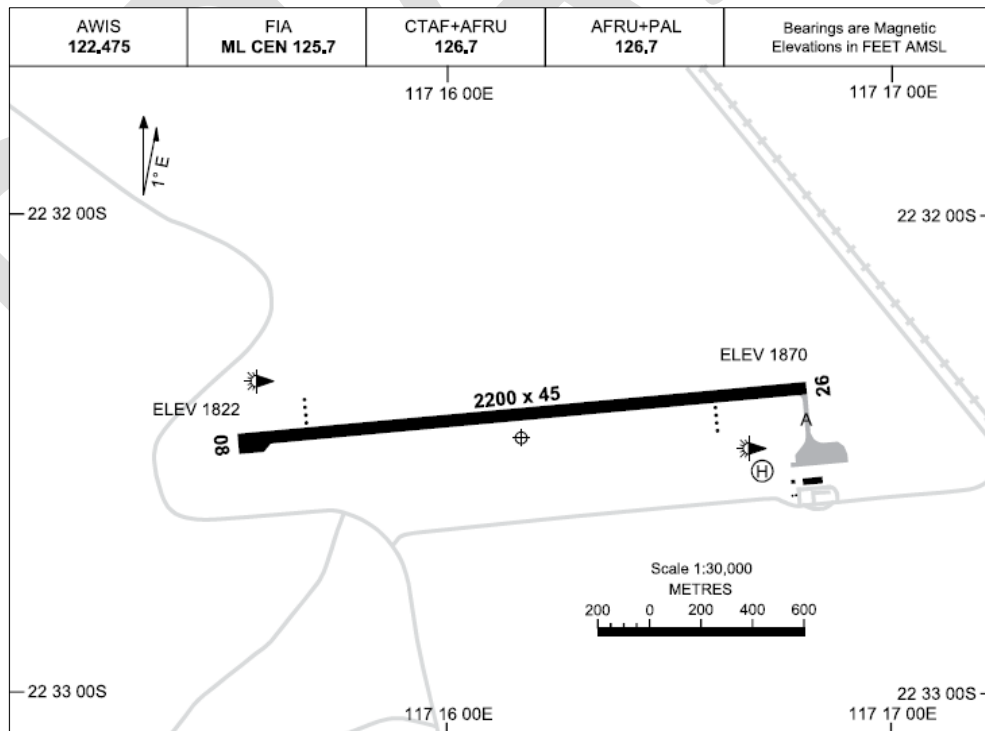 AWIS
122.475
FIA
ML CEN 125.7
CTAF+AFRU
126.7
AFRU+PAL
126.7
Bearings are Magnetic
Elevations in FEET AMSL
117 16 00E
117 17 00E
1° E
22 32 00S
22 32 00S
ELEV 1870
2200 x 45
26
ELEV 1822
08
A
H
Scale 1:30,000
METRES
200 0 200 400 600
22 33 00S
22 33 00S
117 16 00E
117 17 00E